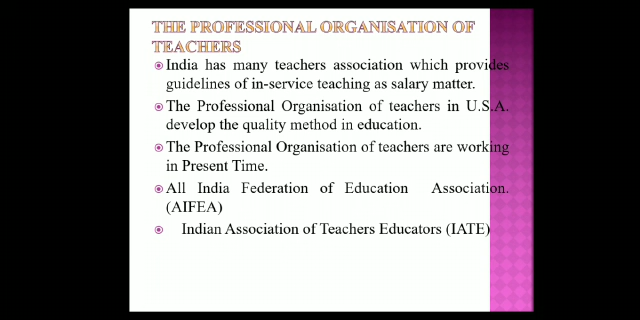 THE PROFESSIONAL ORGANISATION OF
TEACHERS
India has many teachers association which provides
guidelines of in-service teaching as salary matter.
The Professional Organisation of teachers in U.S.A.
develop the quality method in education.
The Professional Organisation of teachers are working
in Present Time.
All India Federation of Education Association.
(AIFEA)
Indian Association of Teachers Educators (IATE)